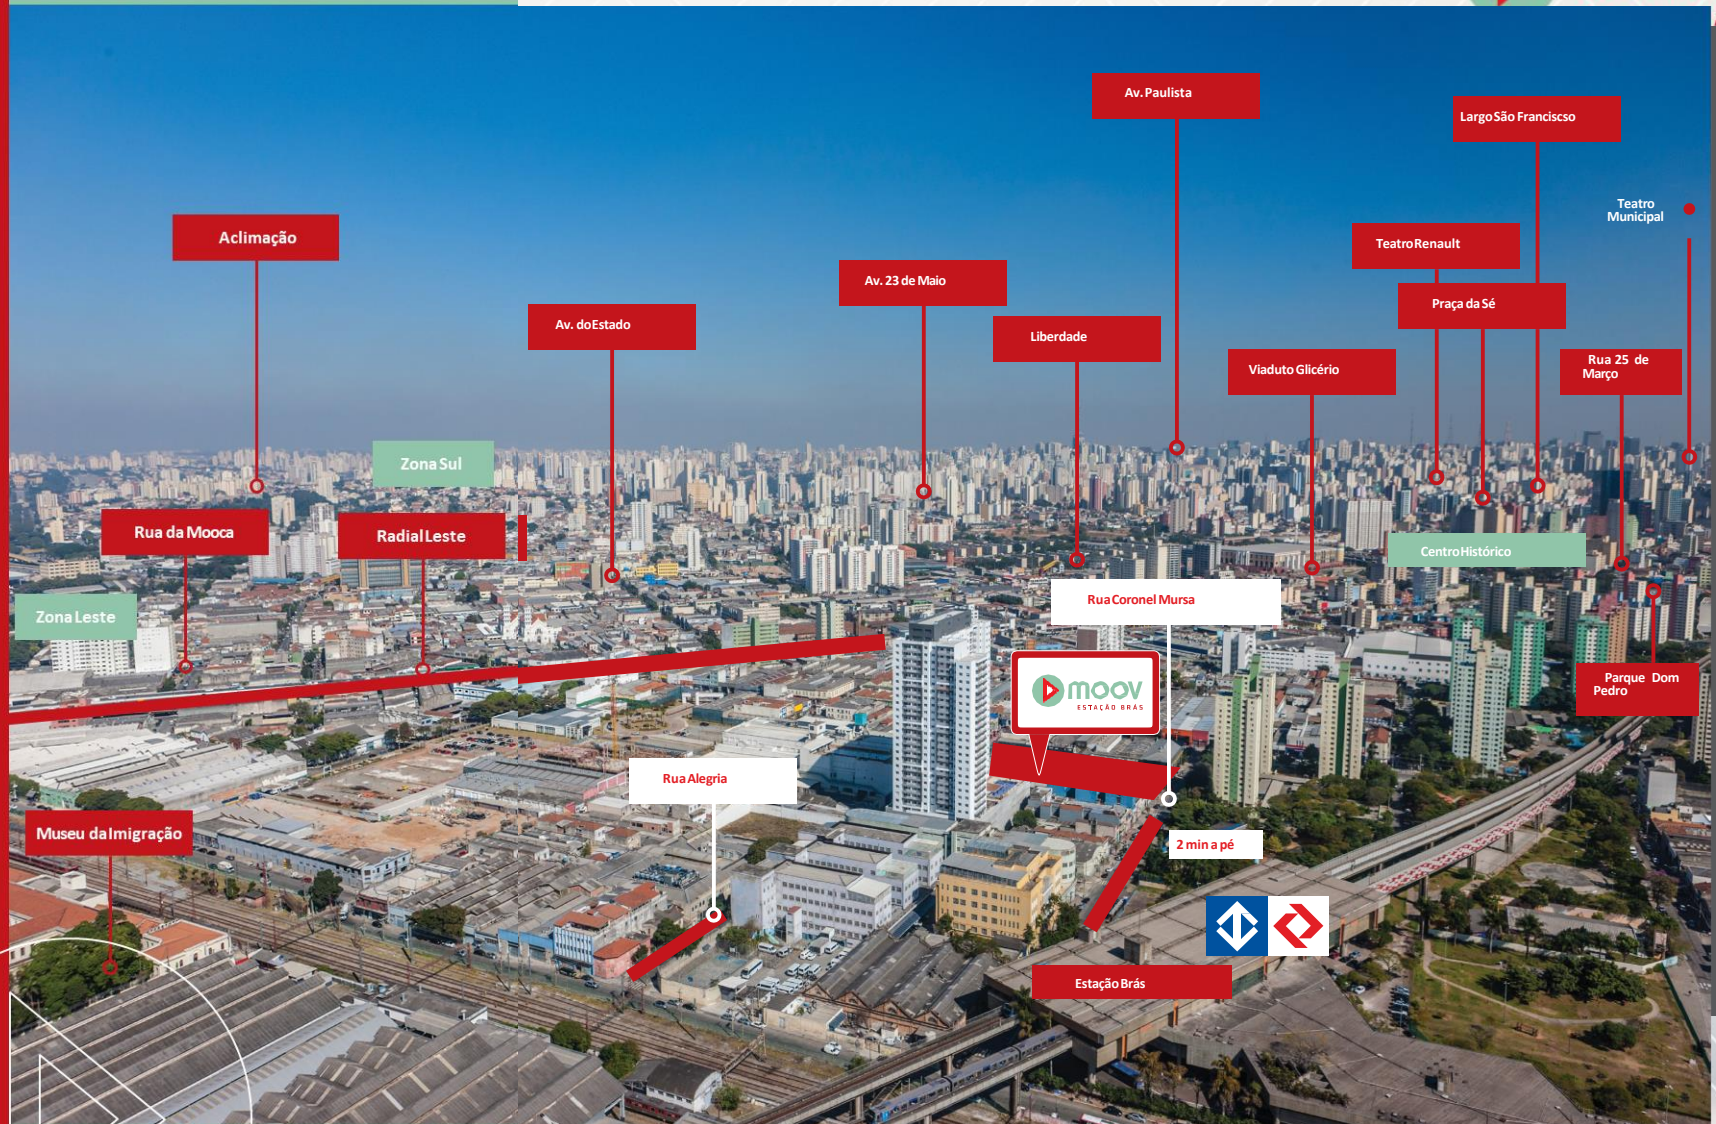 Av. Paulista
Largo São Franciscso
Teatro
Municipal
Aclimação
Teatro Renault
Av. 23 de Maio
Praça da Sé
Av. do Estado
Liberdade
Viaduto Glicério
Rua 25 de
Março
Zona Sul
Rua da Mooca
Radial Leste
Centro Histórico
Rua Coronel Mursa
Zona Leste
Parque Dom
Pedro
moov
ESTAÇÃO BRÁS
Rua Alegria
Museu da Imigração
2 min a pé
Estação Brás